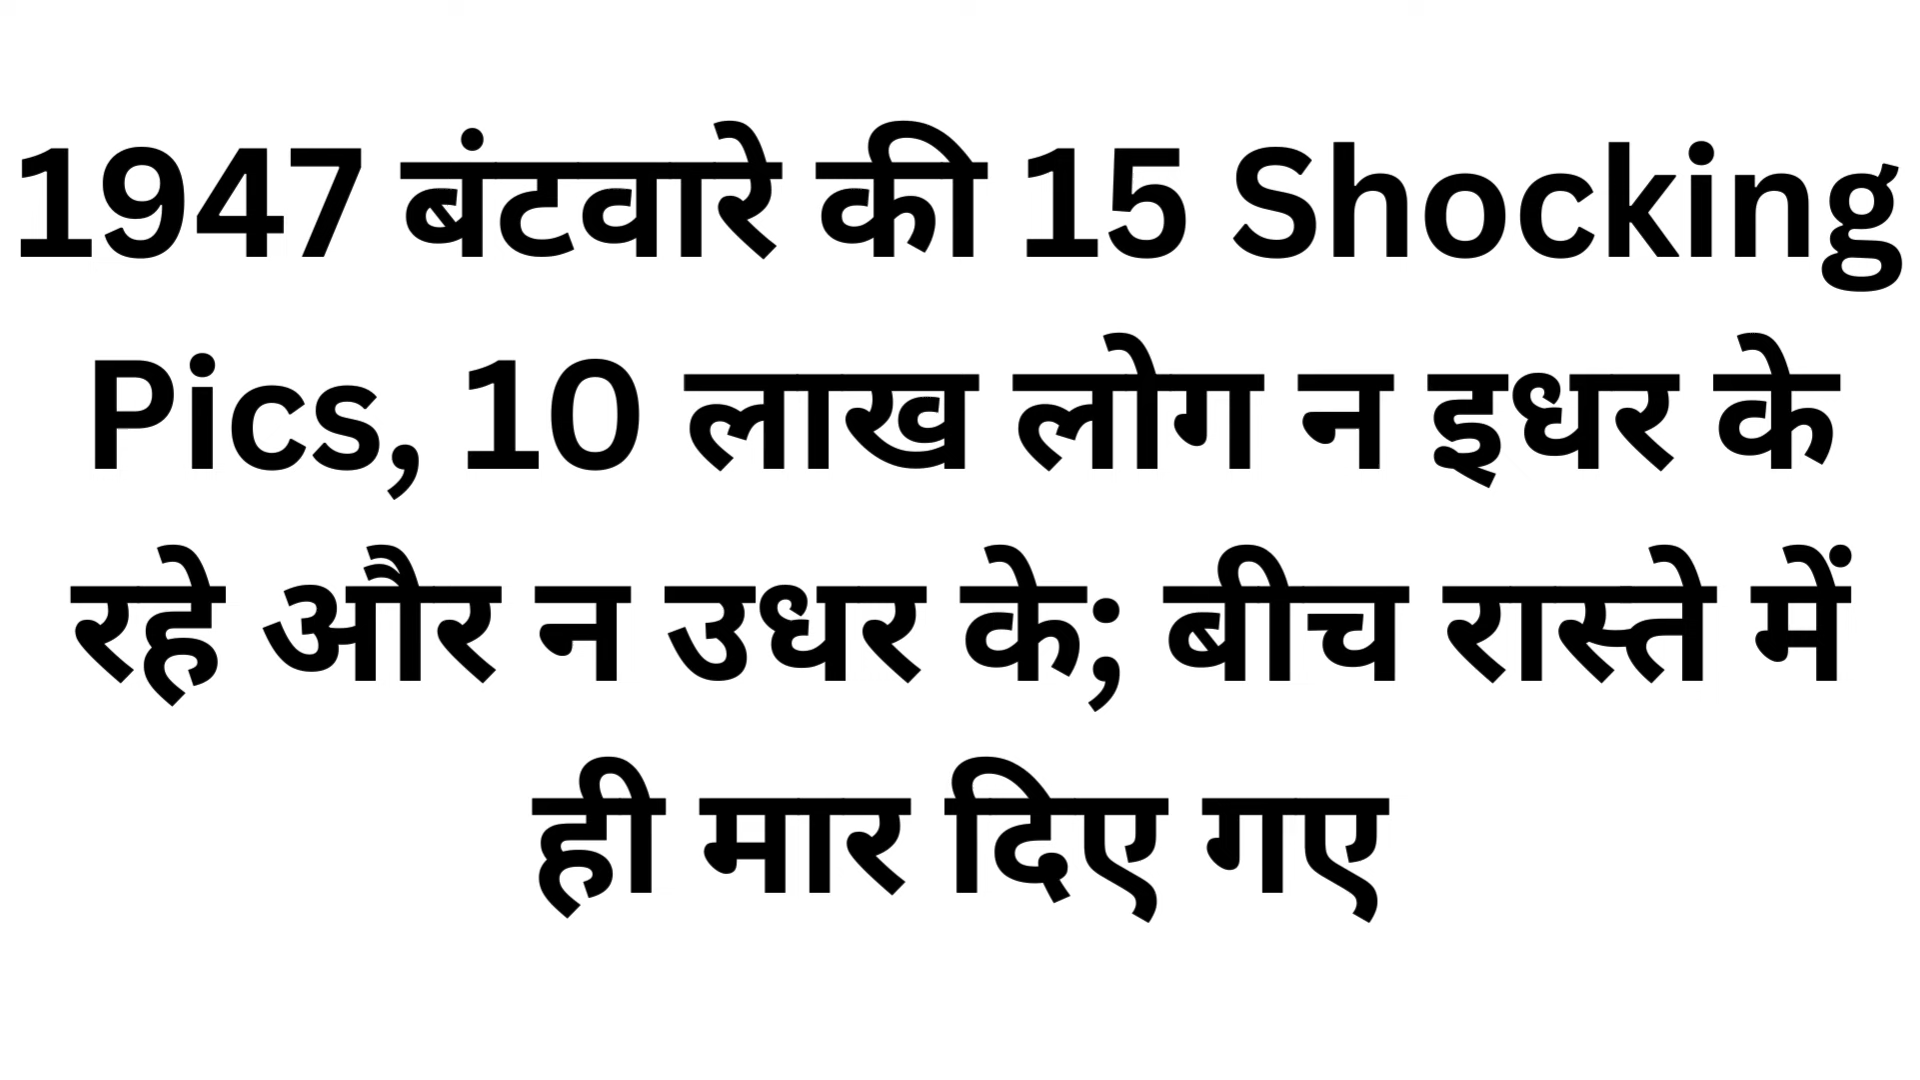 1947 बंटवारे की 15 Shocking
Pics, 10 लाख लोग न इधर के
रहे और न उधर के; बीच रास्ते में
ही मार दिए गए